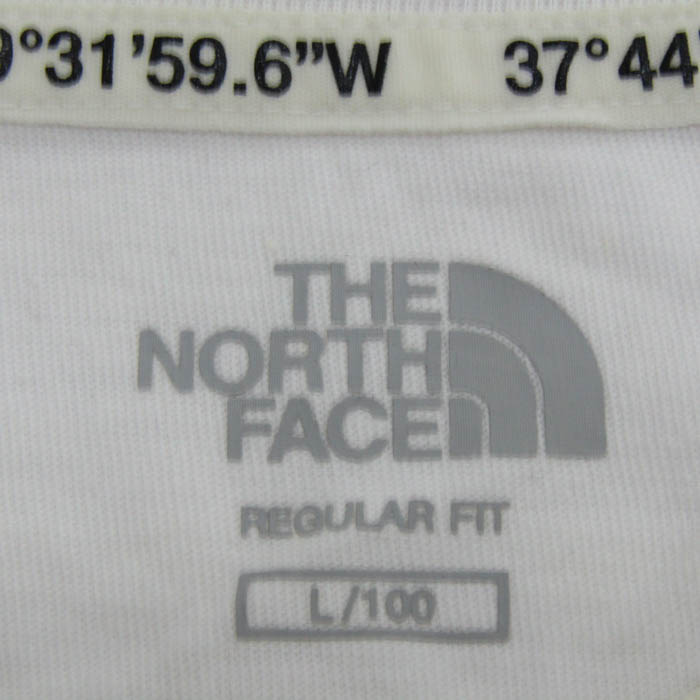 9°31’59.6”W 37°44’
THE
NORTH
FACE
REGULAR FIT
L/100